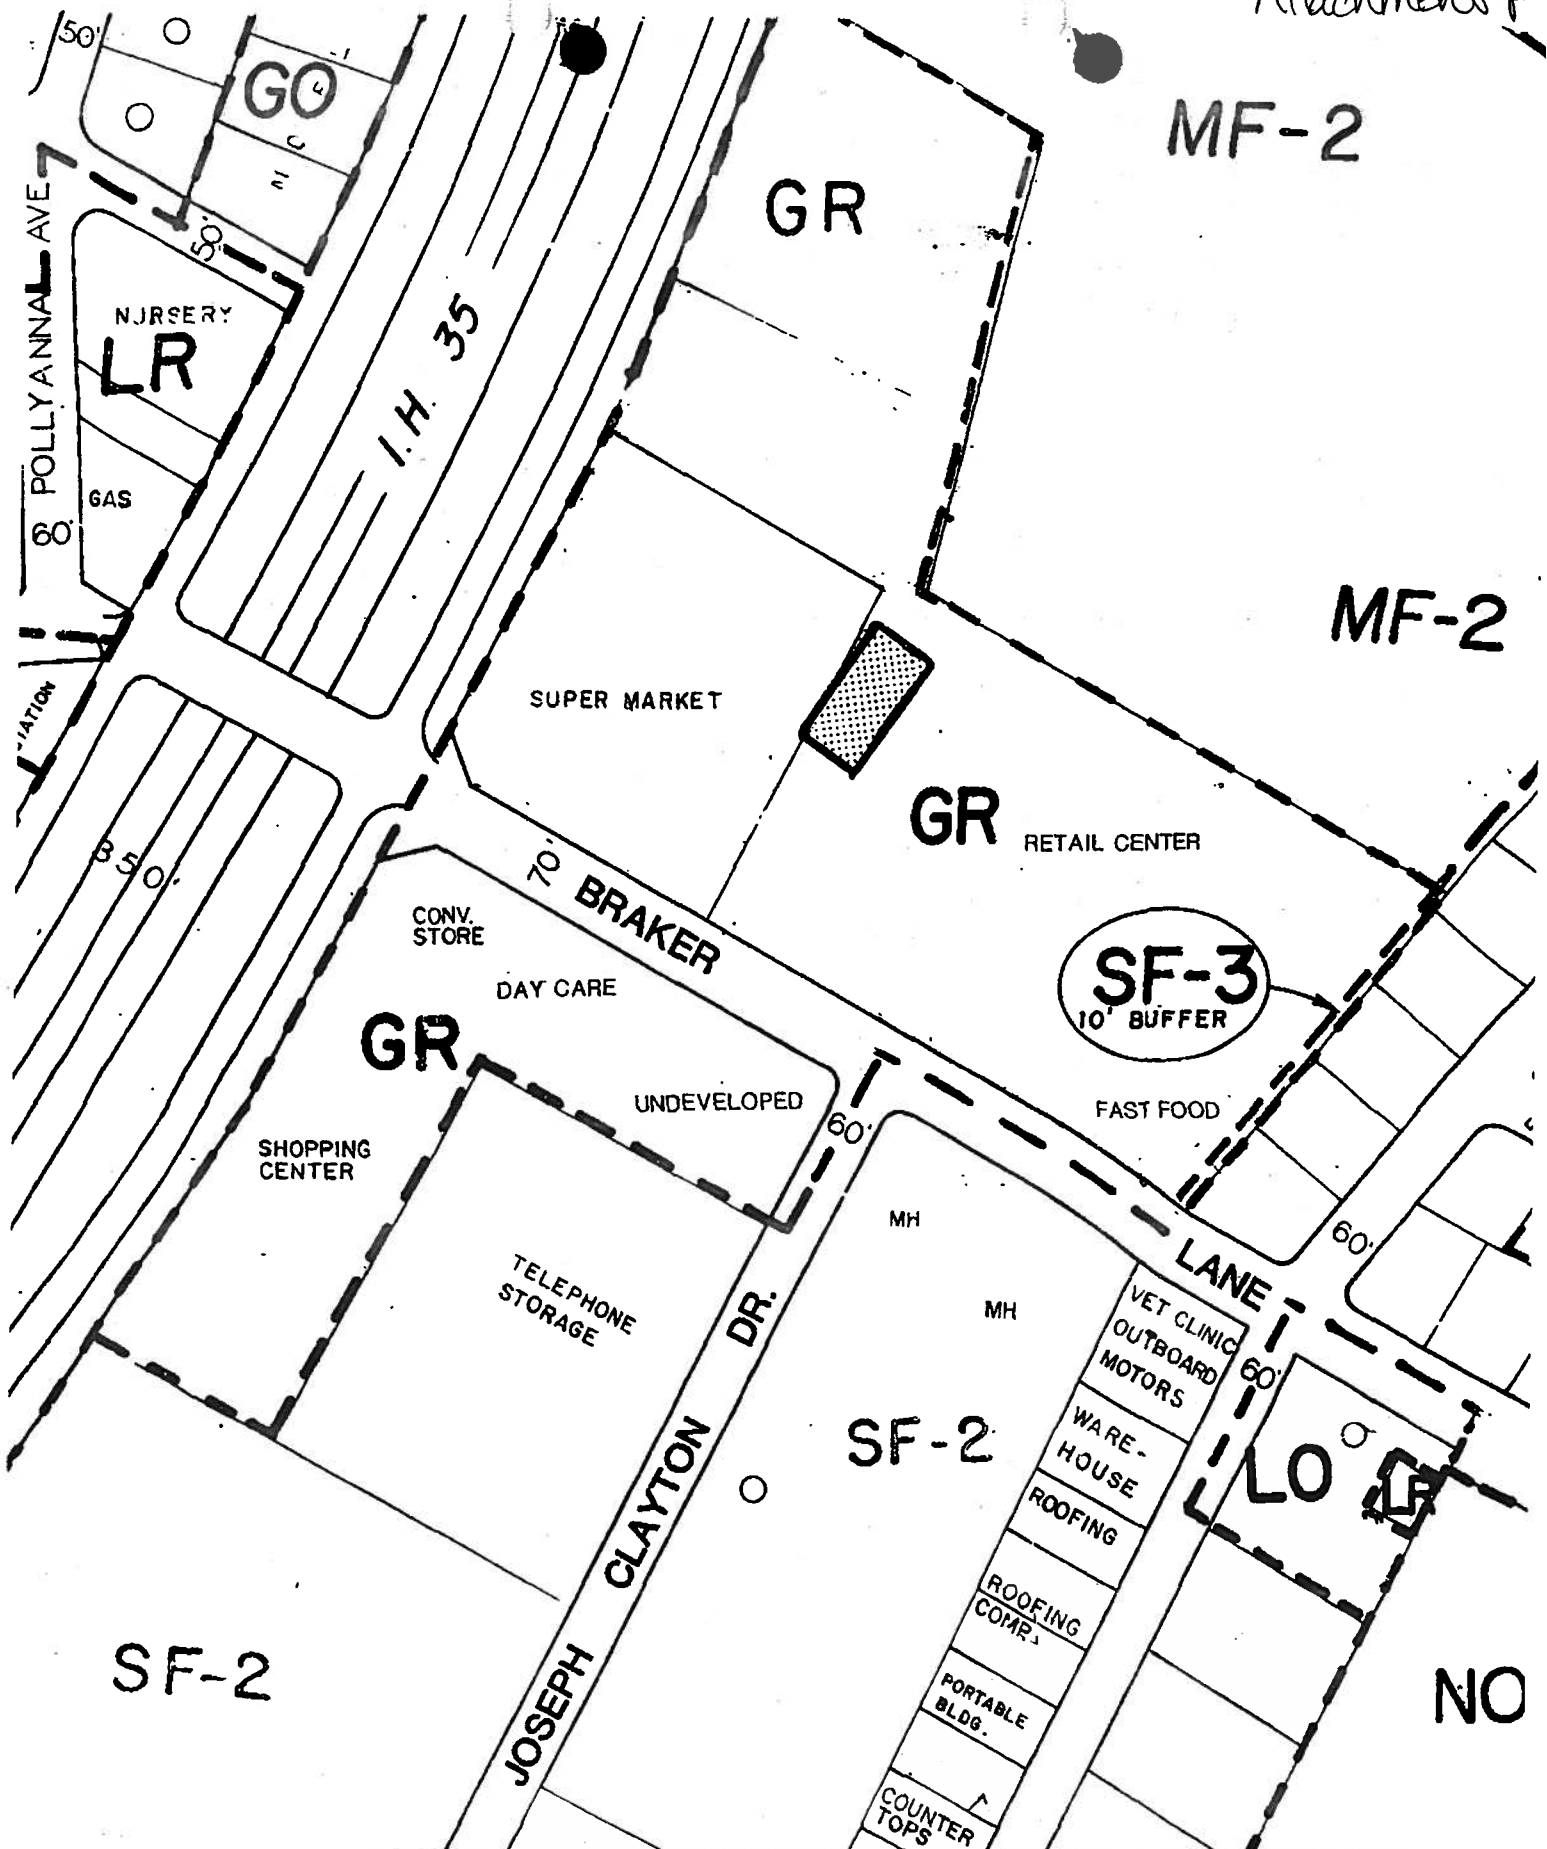 50'
GO
MF-2
GR
POLLYANNA AVE
50'
NJRSERY
LR
I.H. 35
GAS
60'
MF-2
SUPER MARKET
GR
RETAIL CENTER
350'
70'
BRAKER
CONV.
STORE
DAY CARE
SF-3
10' BUFFER
GR
UNDEVELOPED
60'
FAST FOOD
SHOPPING
CENTER
MH
60'
LANE
TELEPHONE
STORAGE
DR.
MH
VET CLINIC
OUTBOARD
MOTORS
60'
SF-2
WARE-
HOUSE
LO
CLAYTON
ROOFING
ROOFING
COMP.
SF-2
JOSEPH
PORTABLE
BLDG.
NO
COUNTER
TOPS